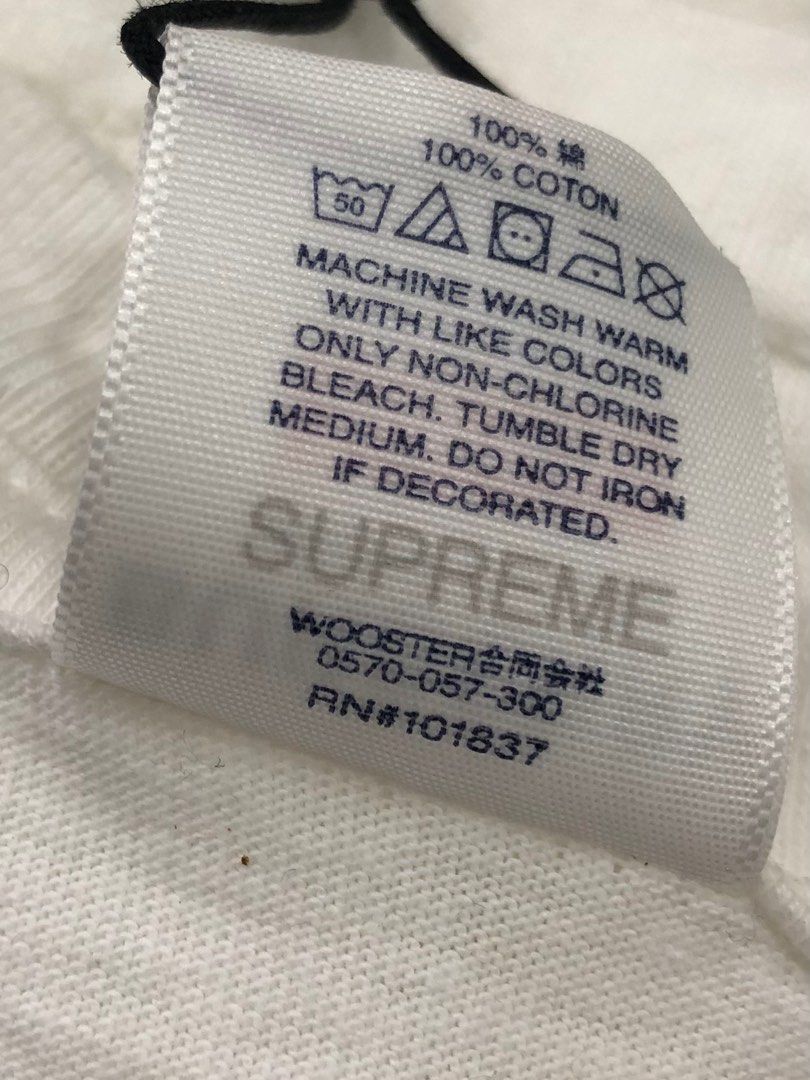 100% 綿
100% COTON
50
MACHINE WASH WARM
WITH LIKE COLORS
ONLY NON-CHLORINE
BLEACH. TUMBLE DRY
MEDIUM. DO NOT IRON
IF DECORATED.
SUPREME
WOOSTER合同会社
0570-057-300
RN#101837